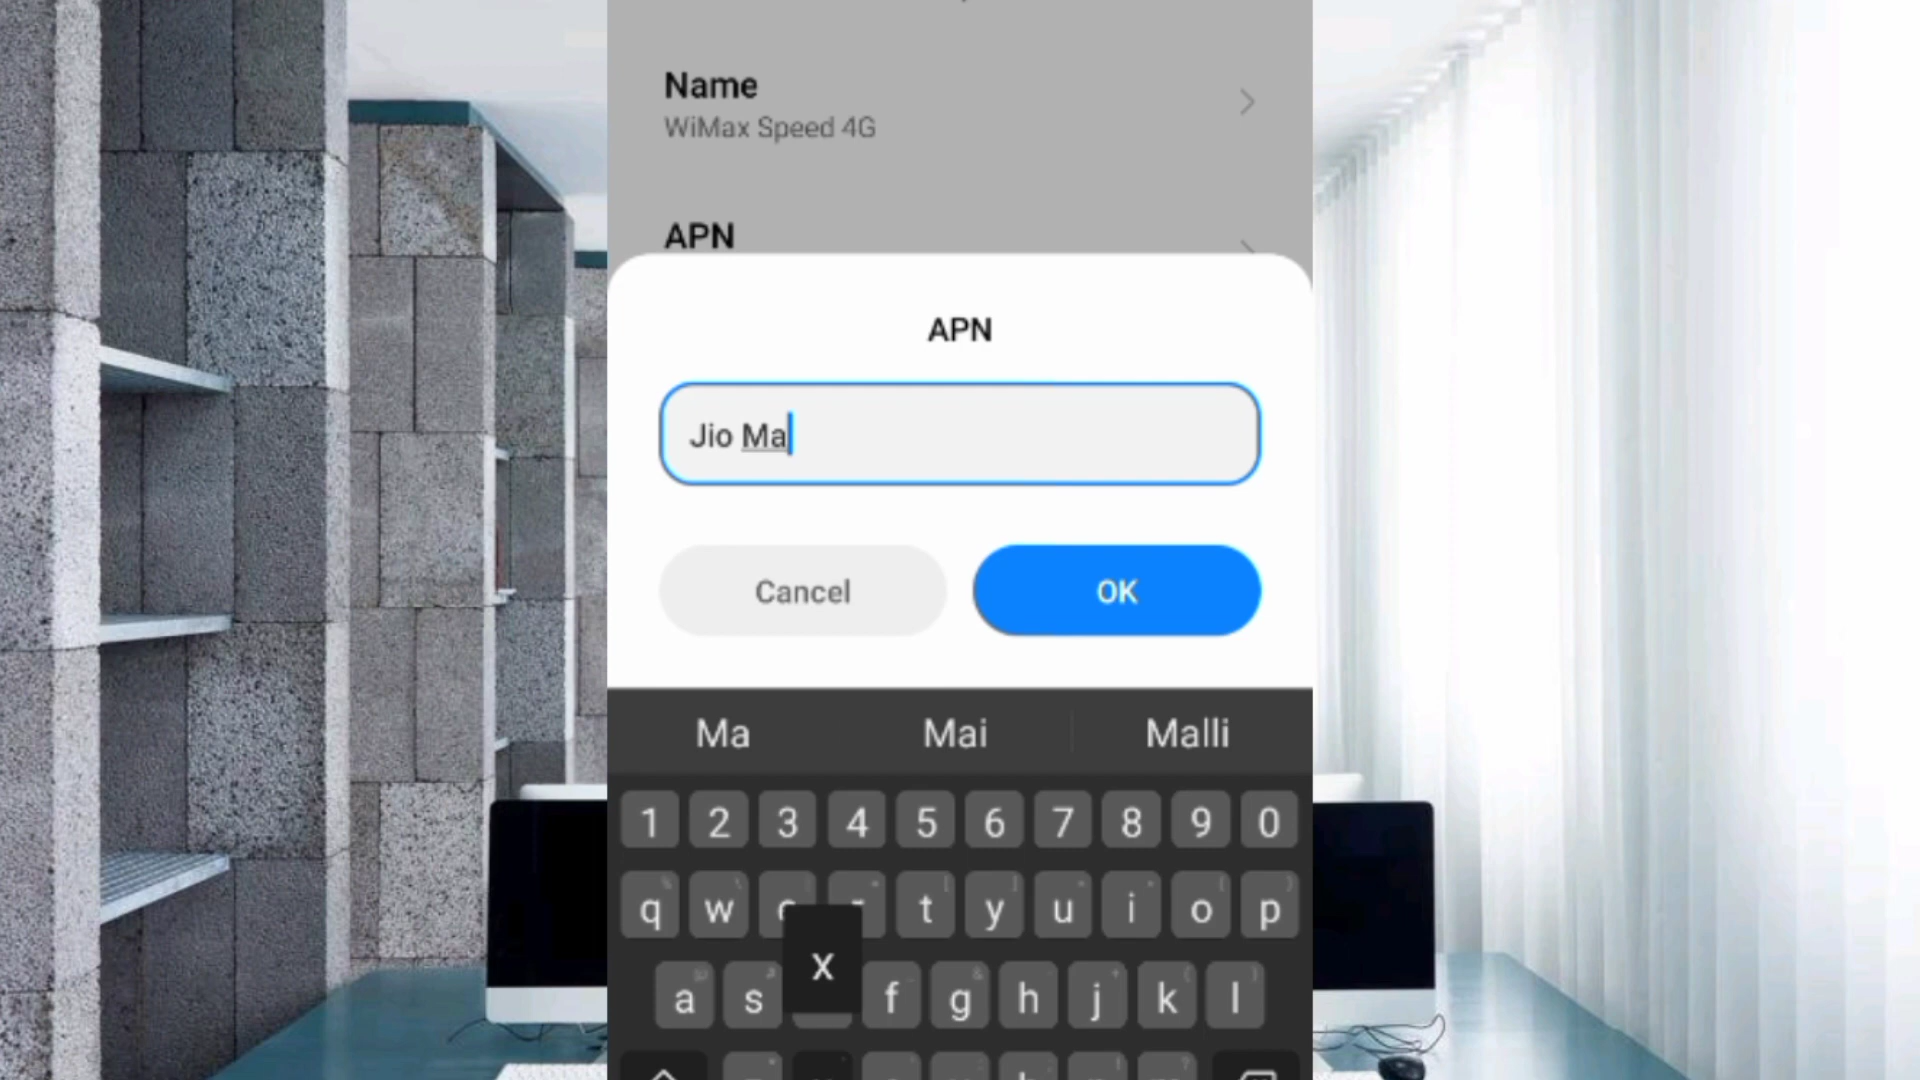 Name
WiMax Speed 4G
APN
APN
Jio Ma
Cancel
OK
Ma Mai Malli
1 2 3 4 5 6 7 8 9 0
q w t y u i o p
x
a s f g h j k l